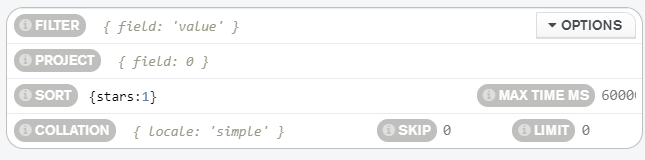 FILTER { field: 'value' } OPTIONS
PROJECT { field: 0 }
SORT {stars:1} MAX TIME MS 60000
COLLATION { locale: 'simple' } SKIP 0 LIMIT 0